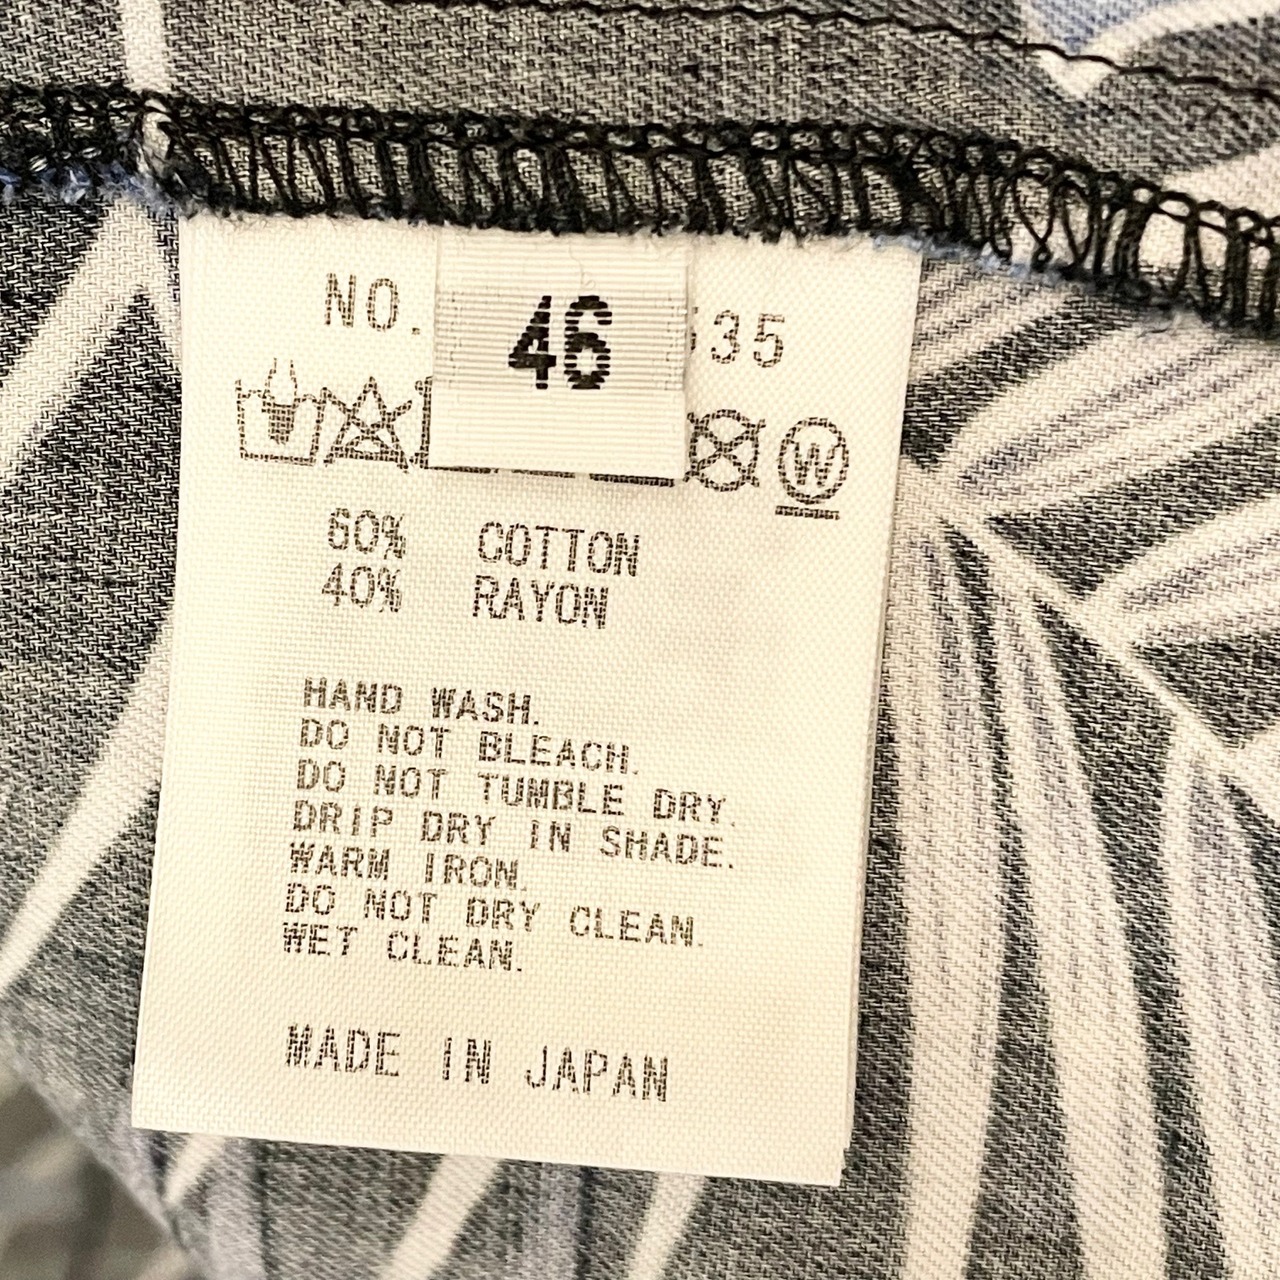 NO. 35
46
W
60% COTTON
40% RAYON
HAND WASH.
DO NOT BLEACH.
DO NOT TUMBLE DRY.
DRIP DRY IN SHADE.
WARM IRON.
DO NOT DRY CLEAN.
WET CLEAN.
MADE IN JAPAN